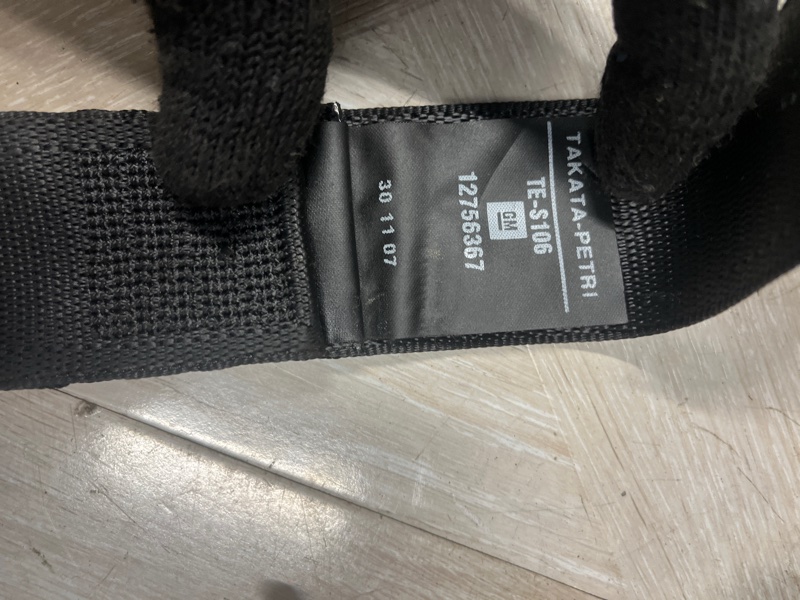 TAKATA-PETRI
TE-S106
GM
12756367
30 11 07